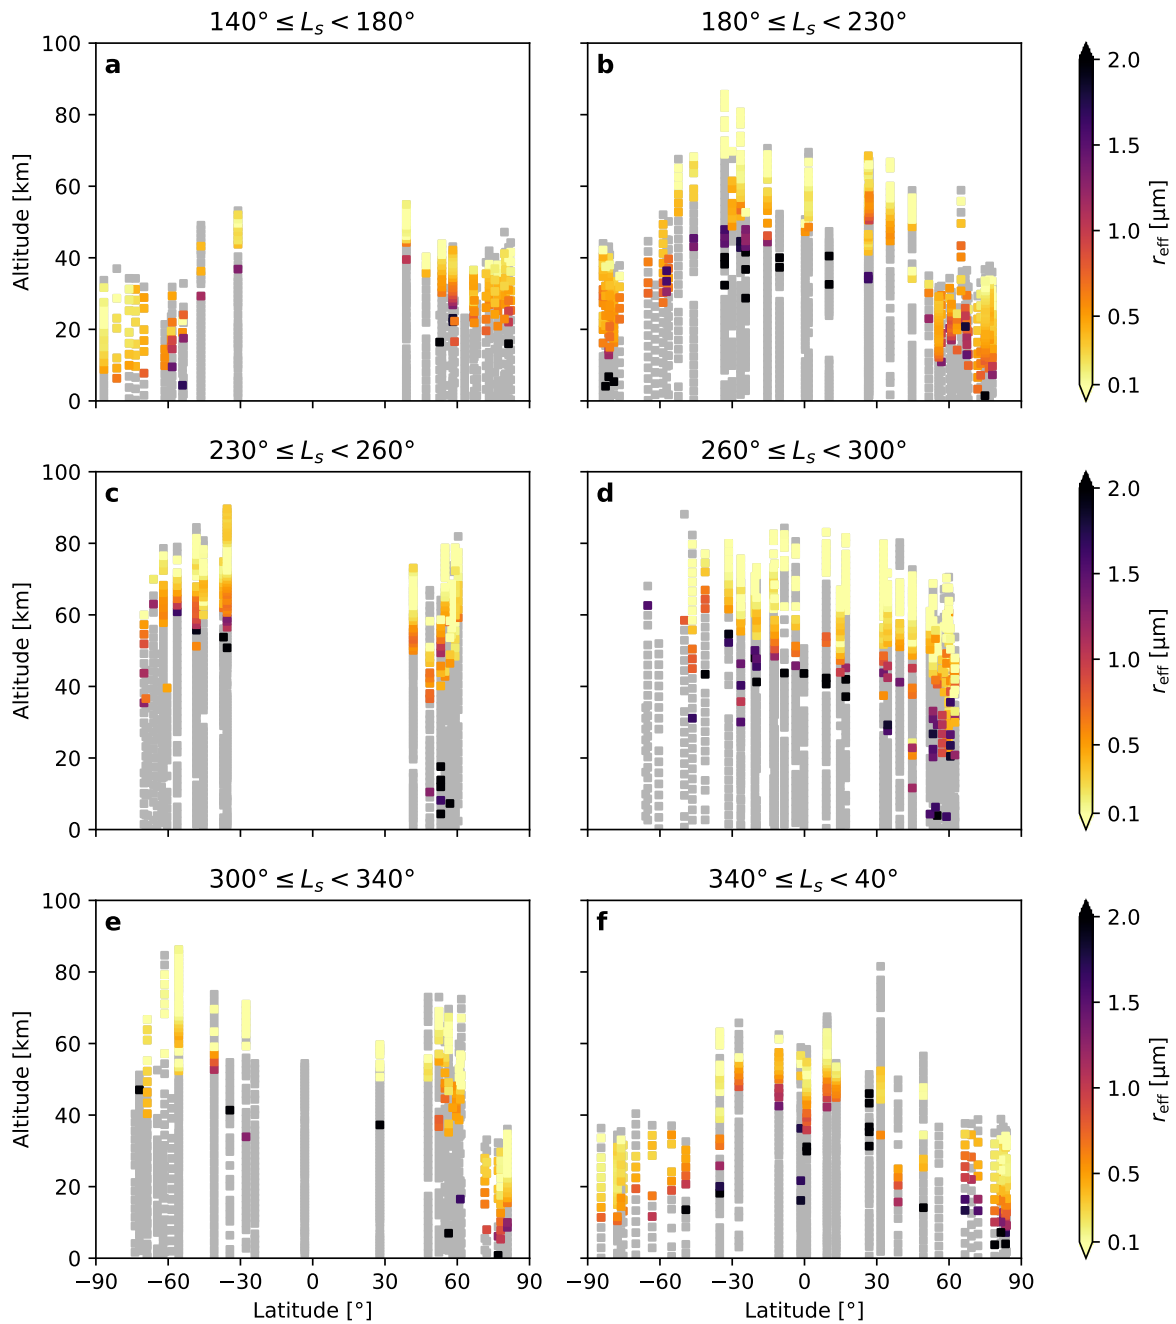 140° ≤ Ls < 180°
180° ≤ Ls < 230°
a
b
100
80
60
40
20
0
Altitude [km]
2.0
1.5
1.0
0.5
0.1
reff [µm]
230° ≤ Ls < 260°
260° ≤ Ls < 300°
c
d
100
80
60
40
20
0
Altitude [km]
2.0
1.5
1.0
0.5
0.1
reff [µm]
300° ≤ Ls < 340°
340° ≤ Ls < 40°
e
f
100
80
60
40
20
0
Altitude [km]
2.0
1.5
1.0
0.5
0.1
reff [µm]
−90 −60 −30 0 30 60 90
−90 −60 −30 0 30 60 90
Latitude [°]
Latitude [°]